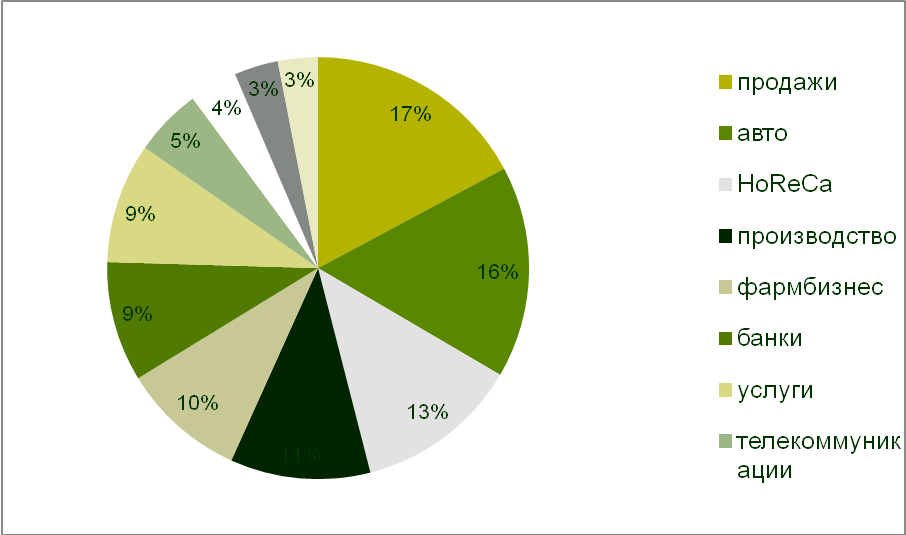 17%
16%
13%
11%
10%
9%
9%
5%
4%
3%
3%
продажи
авто
HoReCa
производство
фармбизнес
банки
услуги
телекоммуник
ации